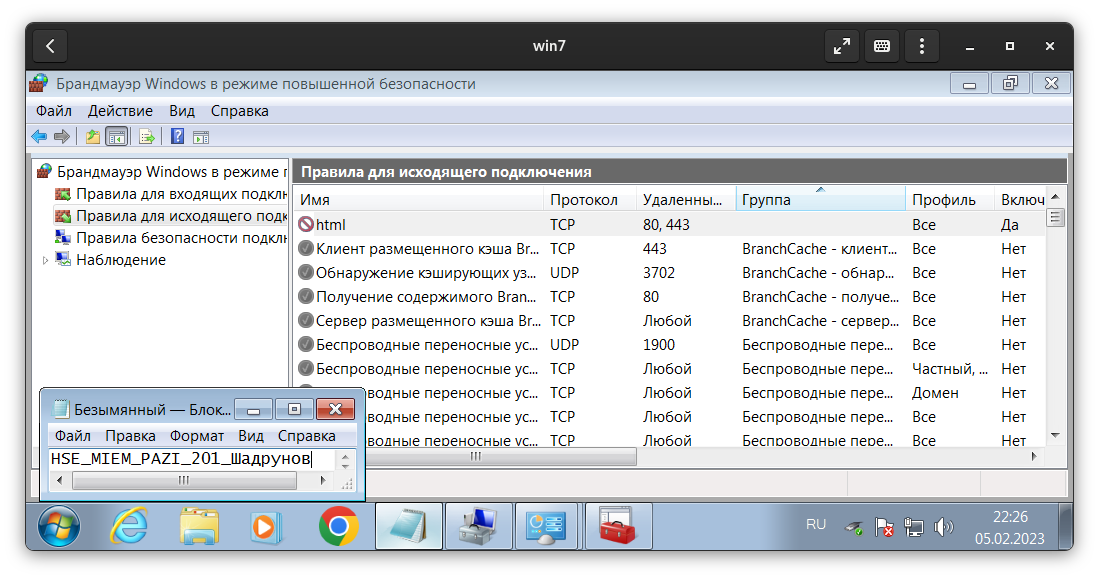 win7
Брандмауэр Windows в режиме повышенной безопасности
Файл Действие Вид Справка
Брандмауэр Windows в режиме г
Правила для входящих подклн
Правила для исходящего подк
Правила безопасности подклн
Наблюдение
Правила для исходящего подключения
Имя Протокол Удаленны... Группа Профиль Включ
html TCP 80, 443 Все Да
Клиент размещенного кэша Br... TCP 443 BranchCache - клиент... Все Нет
Обнаружение кэширующих уз... UDP 3702 BranchCache - обнар... Все Нет
Получение содержимого Bran... TCP 80 BranchCache - получе... Все Нет
Сервер размещенного кэша Br... TCP Любой BranchCache - сервер... Все Нет
Беспроводные переносные ус... UDP 1900 Беспроводные пере... Все Нет
Беспроводные переносные ус... TCP Любой Беспроводные пере... Частный, ... Нет
Беспроводные переносные ус... TCP Любой Беспроводные пере... Домен Нет
переносные ус... TCP Любой Беспроводные пере... Все Нет
переносные ус... TCP Любой Беспроводные пере... Все Нет
Безымянный — Блок...
Файл Правка Формат Вид Справка
HSE_MIEM_PAZI_201_Шадрунов
RU
22:26
05.02.2023